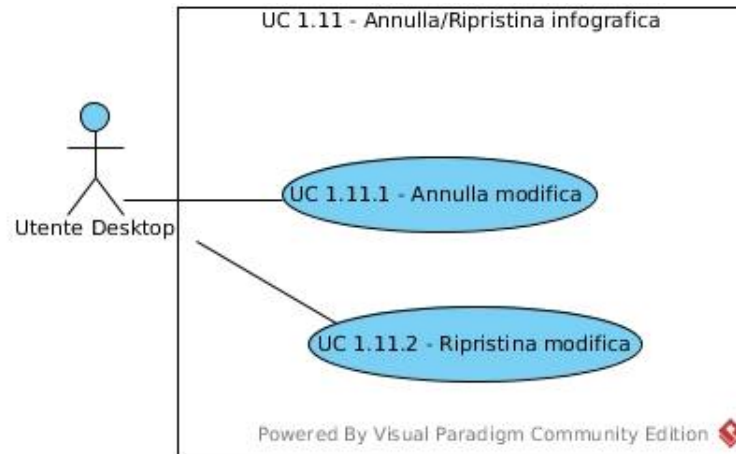 UC 1.11 - Annulla/Ripristina infografica
UC 1.11.1 - Annulla modifica
Utente Desktop
UC 1.11.2 - Ripristina modifica
Powered By Visual Paradigm Community Edition